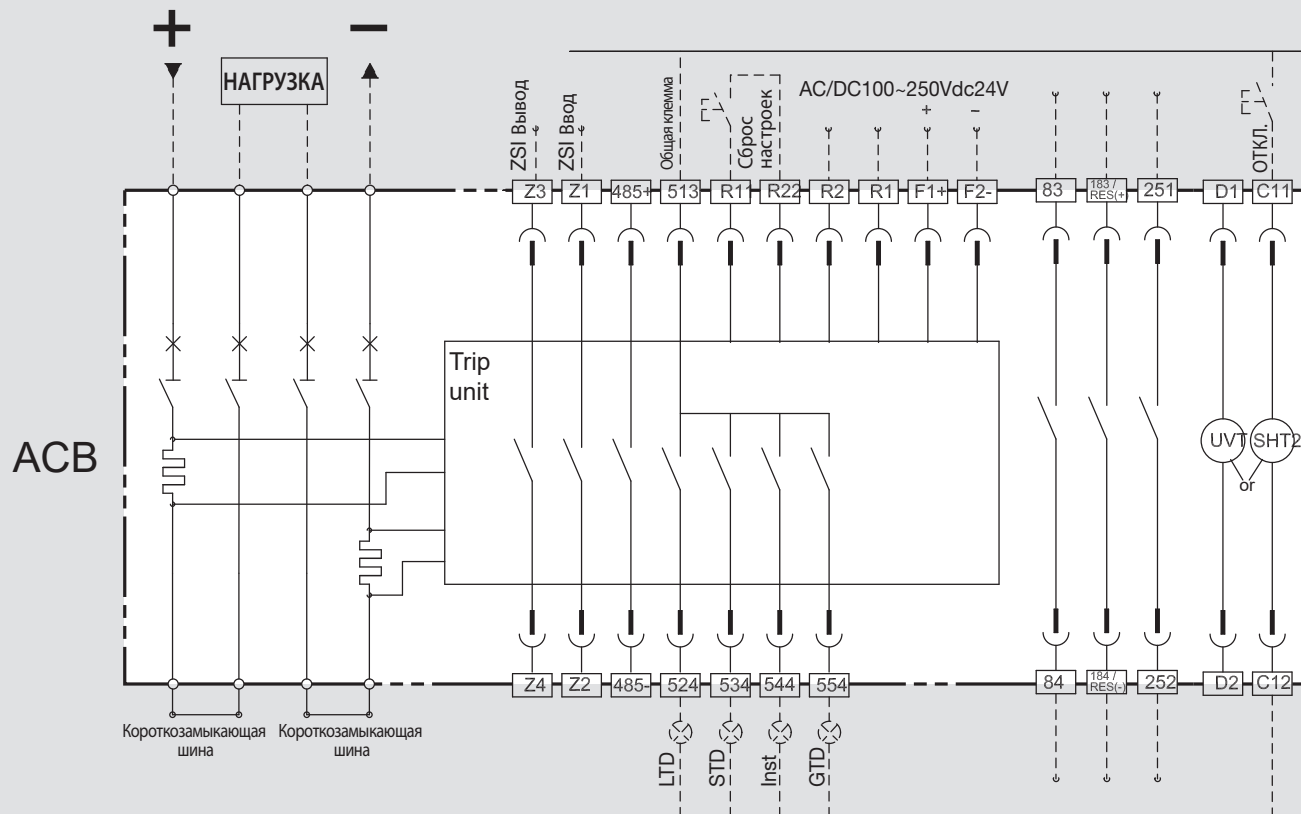 +
−
НАГРУЗКА
ZSI Вывод
ZSI Ввод
Общая клемма
Сброс
настроек
AC/DC100~250Vdc24V
+
−
ОТКЛ.
Z3
Z1
485+
513
R11
R22
R2
R1
F1+
F2-
83
183 /
RES(+)
251
D1
C11
Trip
unit
ACB
UVT
SHT2
or
Z4
Z2
485-
524
534
544
554
84
184 /
RES(-)
252
D2
C12
Короткозамыкающая
шина
Короткозамыкающая
шина
LTD
STD
Inst
GTD